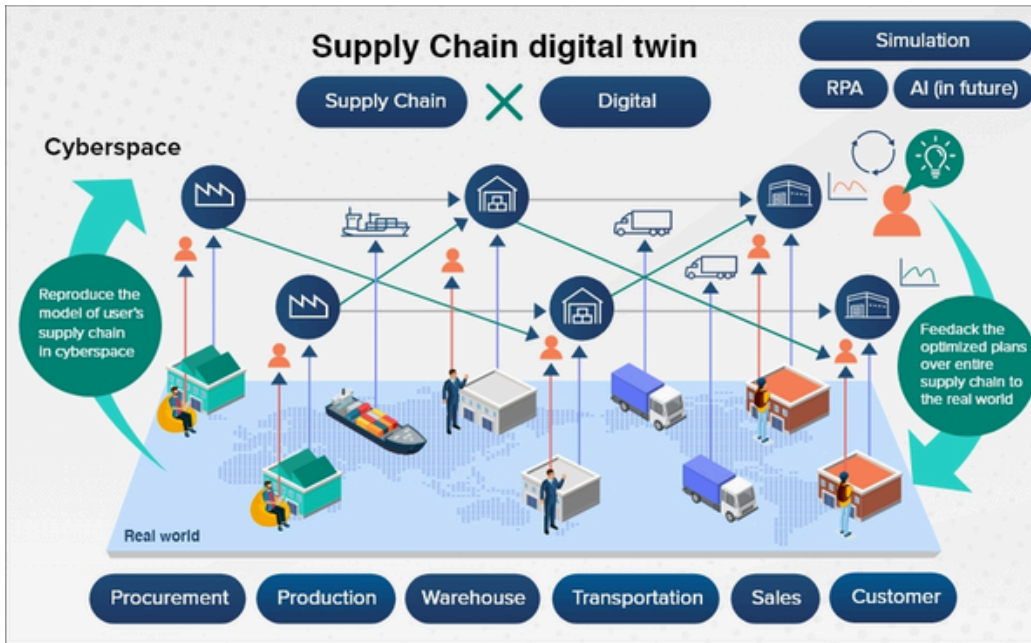 Supply Chain digital twin
Simulation
Supply Chain
Digital
RPA
AI (in future)
Cyberspace
Reproduce the
model of user's
supply chain
in cyberspace
Feedack the
optimized plans
over entire
supply chain to
the real world
Real world
Procurement
Production
Warehouse
Transportation
Sales
Customer